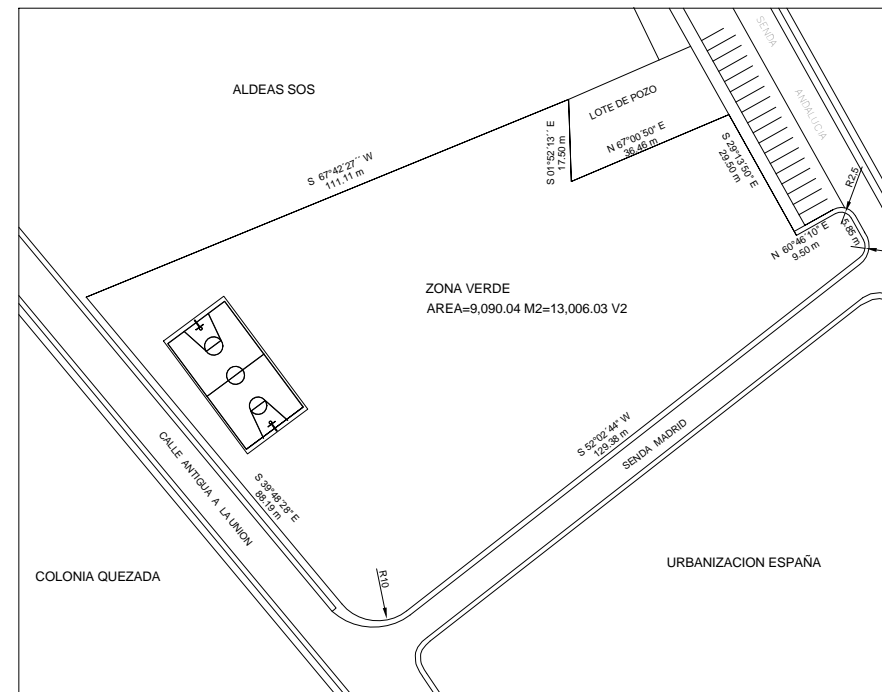 SENDA
ANDALUCIA
ALDEAS SOS
LOTE DE POZO
S 67°42´27´´ W
111.11 m
S 01°52´13´´ E
17.50 m
N 67°00´50" E
36.46 m
S 29°13´50" E
29.50 m
R2.5
5.85 m
N 60°46´10" E
9.50 m
ZONA VERDE
AREA=9,090.04 M2=13,006.03 V2
S 52°02´44" W
129.38 m
SENDA MADRID
CALLE ANTIGUA A LA UNION
S 39°48´28" E
88.19 m
R10
COLONIA QUEZADA
URBANIZACION ESPAÑA